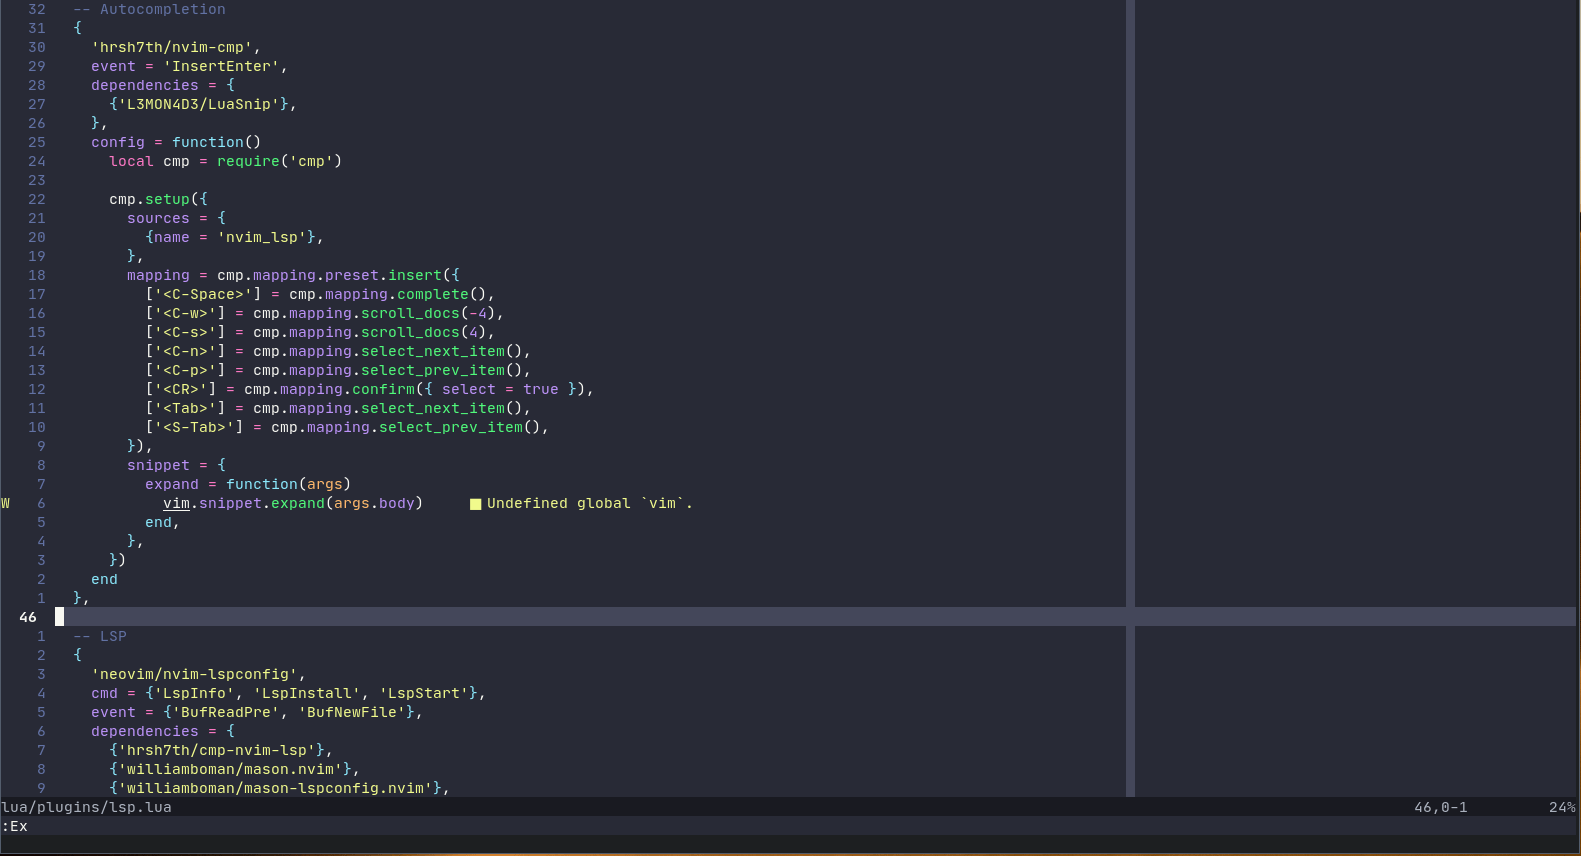 32   -- Autocompletion
31   {
30     'hrsh7th/nvim-cmp',
29     event = 'InsertEnter',
28     dependencies = {
27       {'L3MON4D3/LuaSnip'},
26     },
25     config = function()
24       local cmp = require('cmp')
23
22       cmp.setup({
21         sources = {
20           {name = 'nvim_lsp'},
19         },
18         mapping = cmp.mapping.preset.insert({
17           ['<C-Space>'] = cmp.mapping.complete(),
16           ['<C-w>'] = cmp.mapping.scroll_docs(-4),
15           ['<C-s>'] = cmp.mapping.scroll_docs(4),
14           ['<C-n>'] = cmp.mapping.select_next_item(),
13           ['<C-p>'] = cmp.mapping.select_prev_item(),
12           ['<CR>'] = cmp.mapping.confirm({ select = true }),
11           ['<Tab>'] = cmp.mapping.select_next_item(),
10           ['<S-Tab>'] = cmp.mapping.select_prev_item(),
9         }),
8         snippet = {
7           expand = function(args)
W 6             vim.snippet.expand(args.body)     ■ Undefined global `vim`.
5           end,
4         },
3       })
2     end
1   },
46
1   -- LSP
2   {
3     'neovim/nvim-lspconfig',
4     cmd = {'LspInfo', 'LspInstall', 'LspStart'},
5     event = {'BufReadPre', 'BufNewFile'},
6     dependencies = {
7       {'hrsh7th/cmp-nvim-lsp'},
8       {'williamboman/mason.nvim'},
9       {'williamboman/mason-lspconfig.nvim'},
lua/plugins/lsp.lua 46,0-1 24%
:Ex